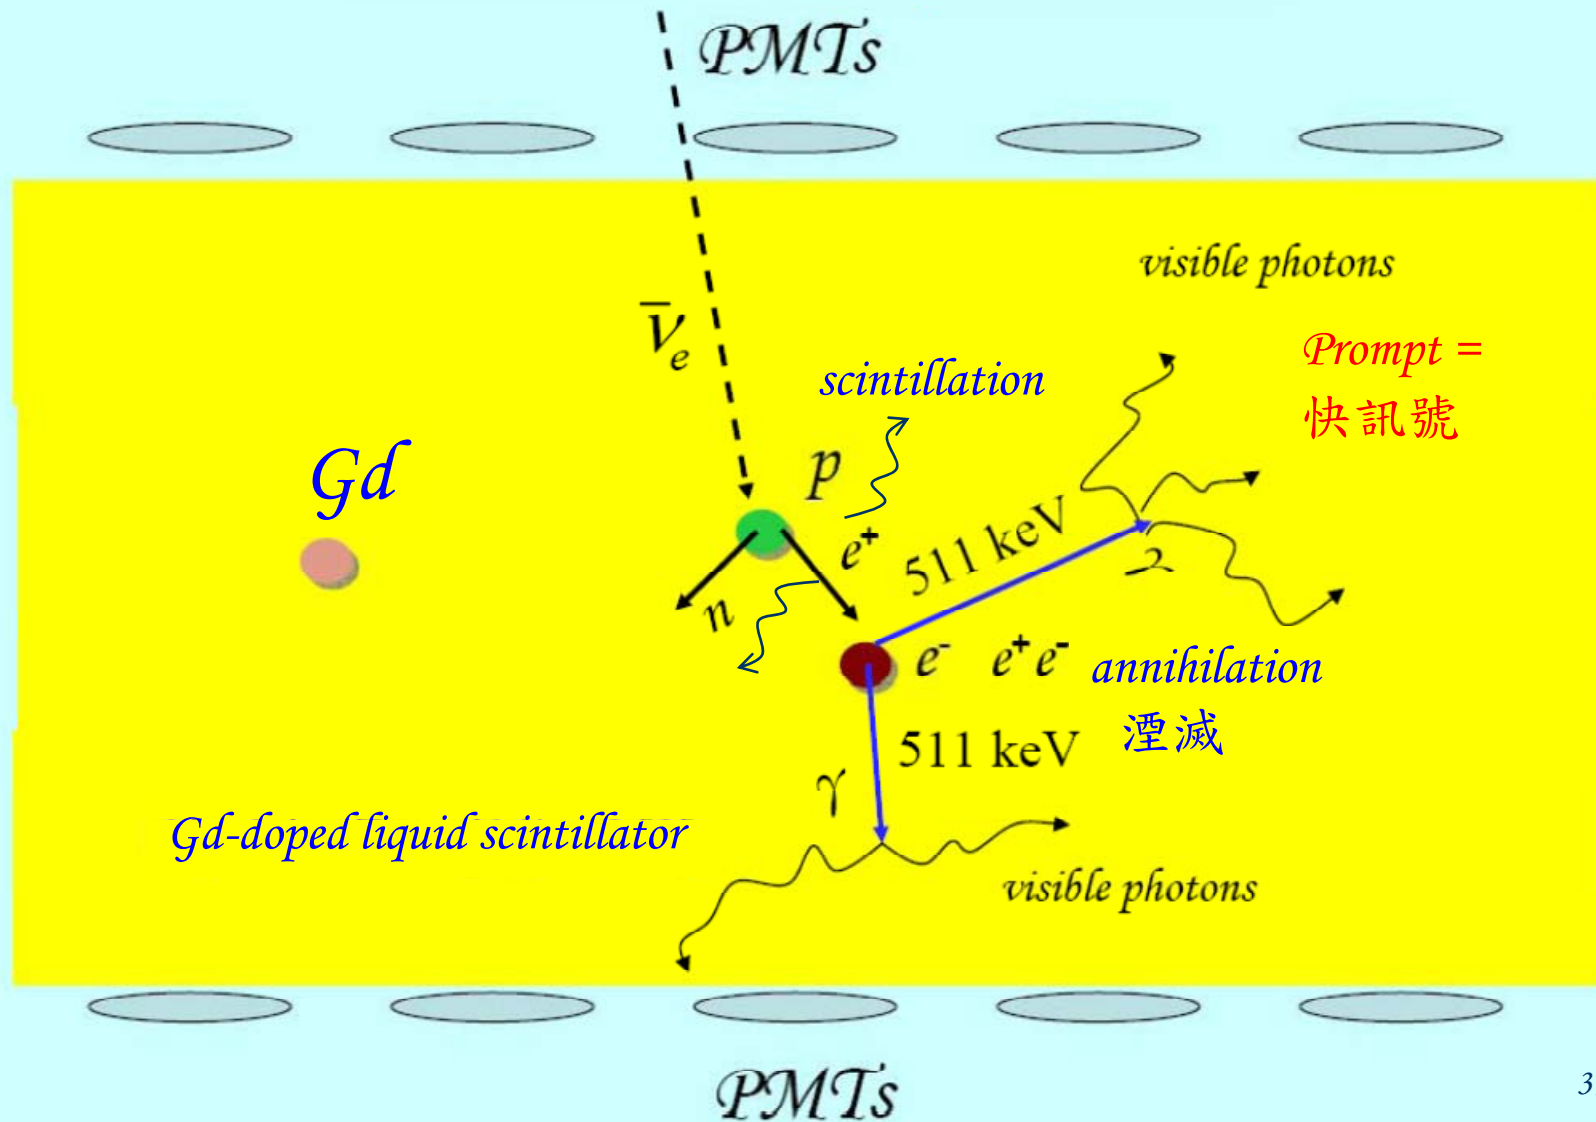 PMTs
visible photons
ν̄e
Prompt =
快訊號
scintillation
Gd
p
e⁺
511 keV
n
e⁻ e⁺e⁻ annihilation
湮滅
511 keV
γ
Gd-doped liquid scintillator
visible photons
PMTs
3